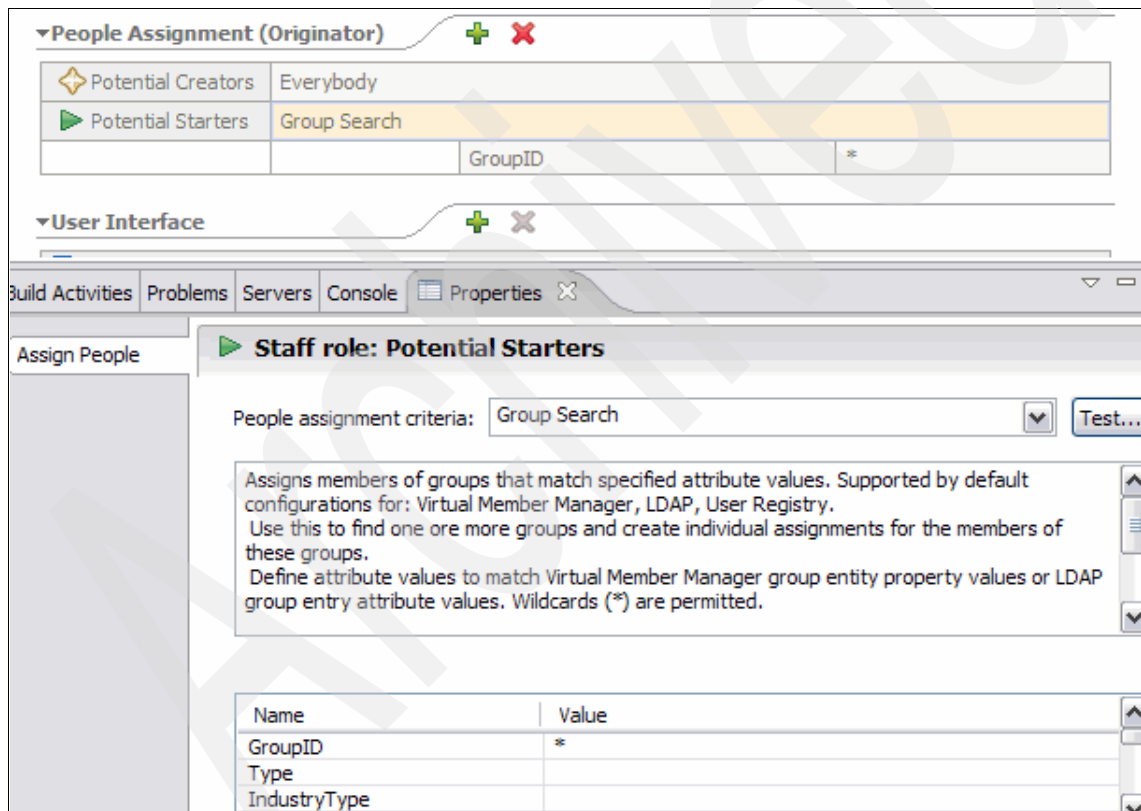 People Assignment (Originator)
Potential Creators Everybody
Potential Starters Group Search
GroupID *
User Interface
Build Activities Problems Servers Console Properties
Assign People
Staff role: Potential Starters
People assignment criteria: Group Search Test...
Assigns members of groups that match specified attribute values. Supported by default
configurations for: Virtual Member Manager, LDAP, User Registry.
Use this to find one ore more groups and create individual assignments for the members of
these groups.
Define attribute values to match Virtual Member Manager group entity property values or LDAP
group entry attribute values. Wildcards (*) are permitted.
Name Value
GroupID *
Type
IndustryType
Archived